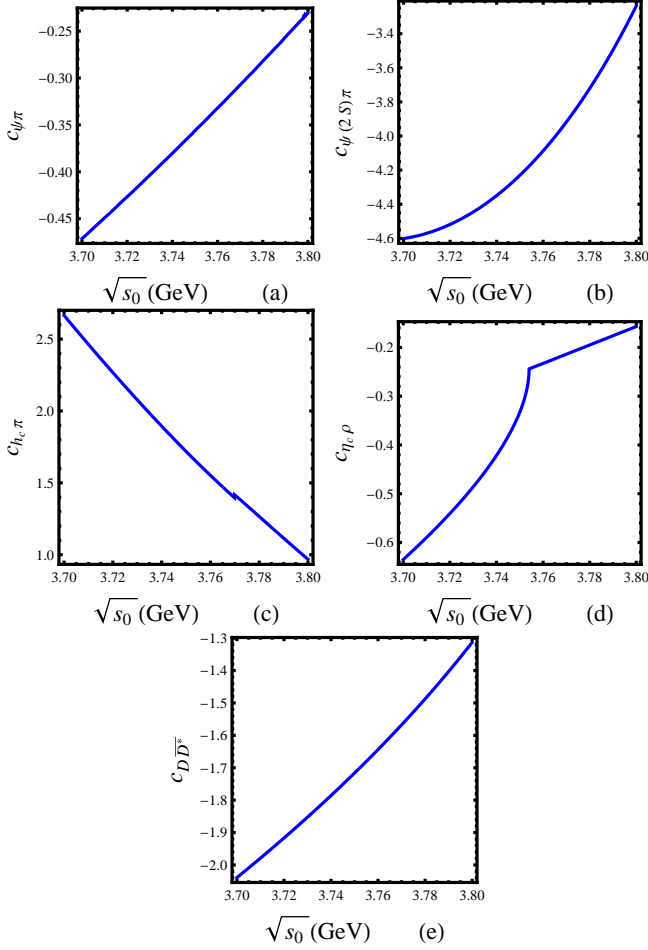 −0.25
−0.30
−0.35
−0.40
−0.45
c_{ψπ}
3.70 3.72 3.74 3.76 3.78 3.80
√s₀ (GeV) (a)
−3.4
−3.6
−3.8
−4.0
−4.2
−4.4
−4.6
c_{ψ(2S)π}
3.70 3.72 3.74 3.76 3.78 3.80
√s₀ (GeV) (b)
2.5
2.0
1.5
1.0
c_{h_c π}
3.70 3.72 3.74 3.76 3.78 3.80
√s₀ (GeV) (c)
−0.2
−0.3
−0.4
−0.5
−0.6
c_{η_c ρ}
3.70 3.72 3.74 3.76 3.78 3.80
√s₀ (GeV) (d)
−1.3
−1.4
−1.5
−1.6
−1.7
−1.8
−1.9
−2.0
c_{D\overline{D}^*}
3.70 3.72 3.74 3.76 3.78 3.80
√s₀ (GeV) (e)